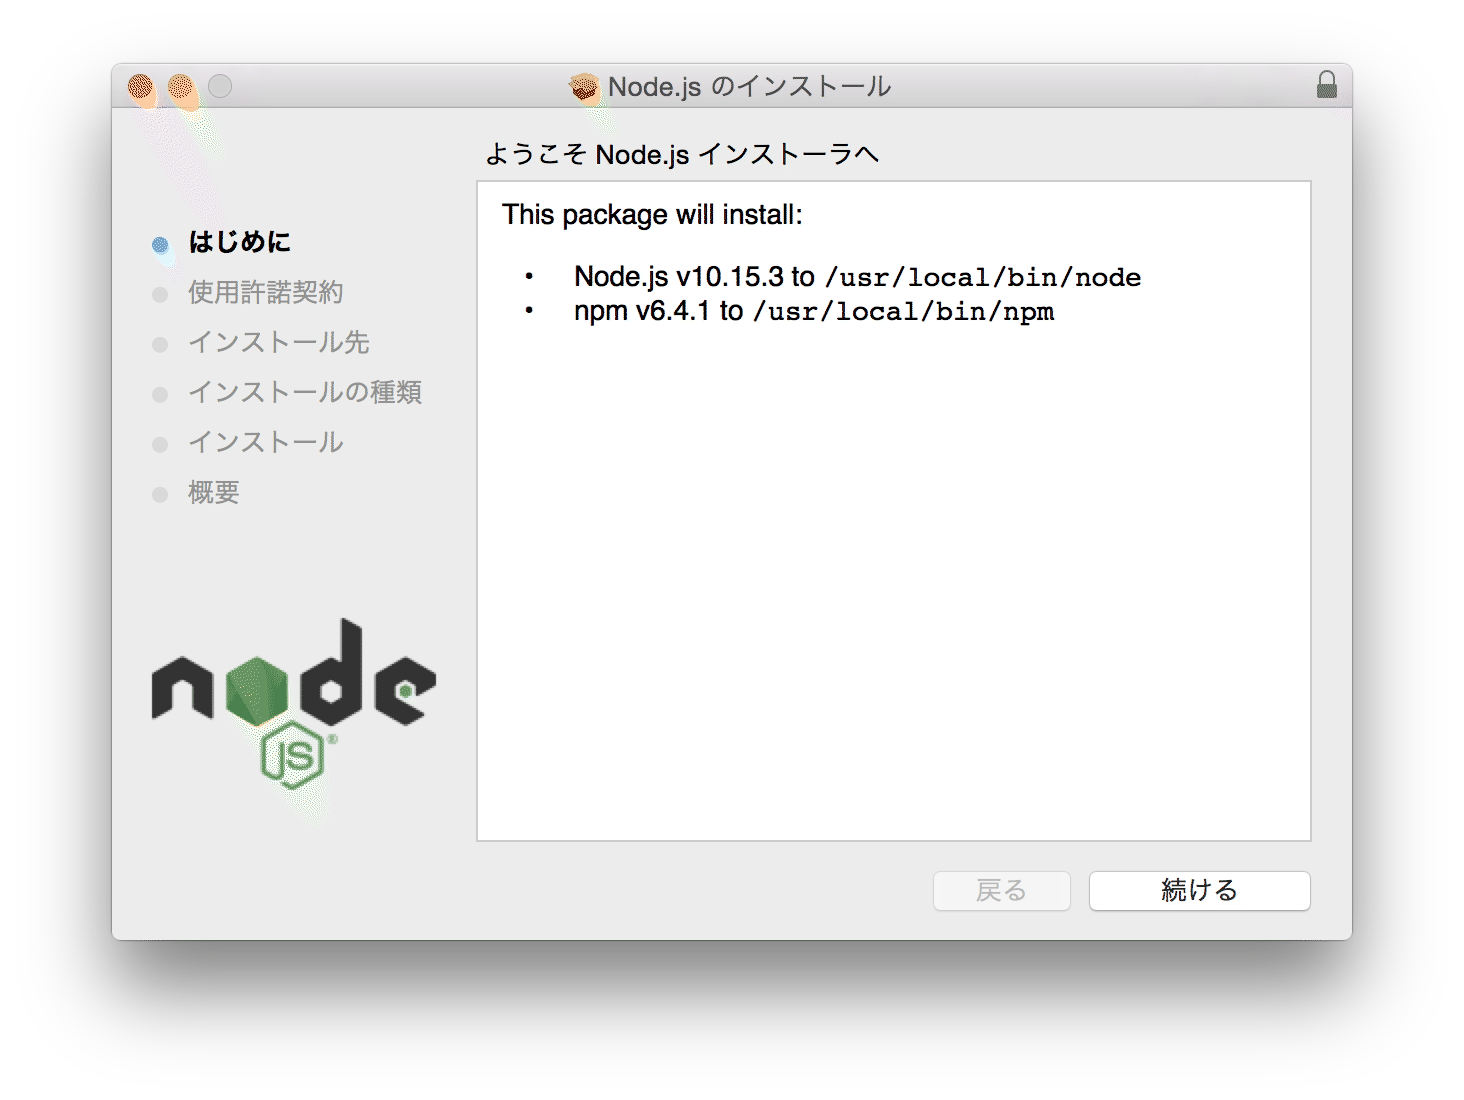 Node.js のインストール
ようこそ Node.js インストーラへ
はじめに
使用許諾契約
インストール先
インストールの種類
インストール
概要
This package will install:
• Node.js v10.15.3 to /usr/local/bin/node
• npm v6.4.1 to /usr/local/bin/npm
node
JS®
戻る
続ける